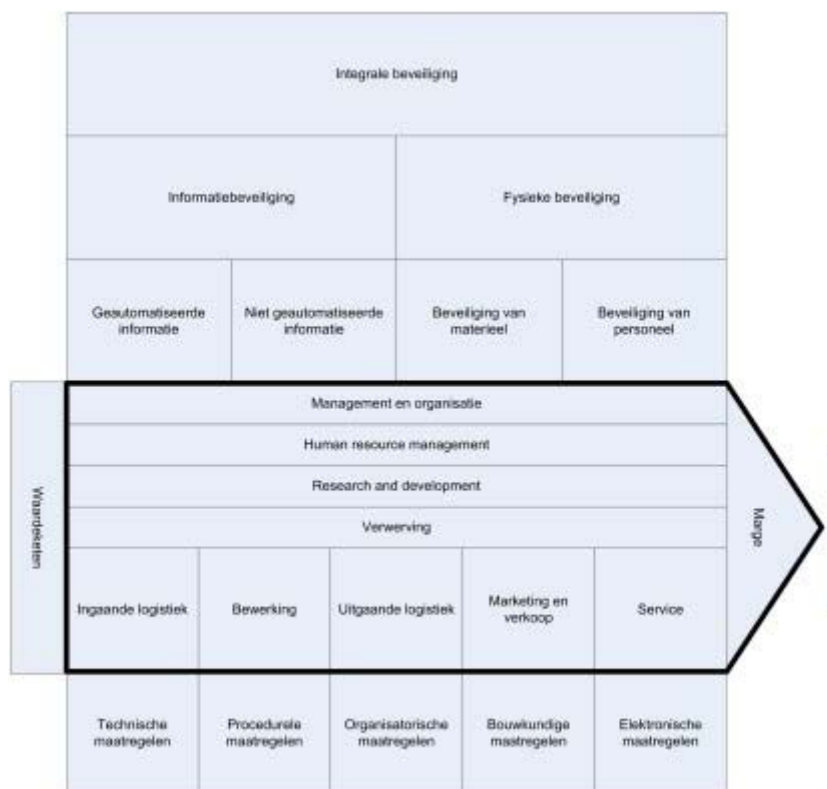 Integrale beveiliging
Informatiebeveiliging
Fysieke beveiliging
Geautomatiseerde
informatie
Niet geautomatiseerde
informatie
Beveiliging van
materieel
Beveiliging van
personeel
Waardeketen
Management en organisatie
Human resource management
Research and development
Verwerving
Marge
Ingaande logistiek
Bewerking
Uitgaande logistiek
Marketing en
verkoop
Service
Technische
maatregelen
Procedurele
maatregelen
Organisatorische
maatregelen
Bouwkundige
maatregelen
Elektronische
maatregelen